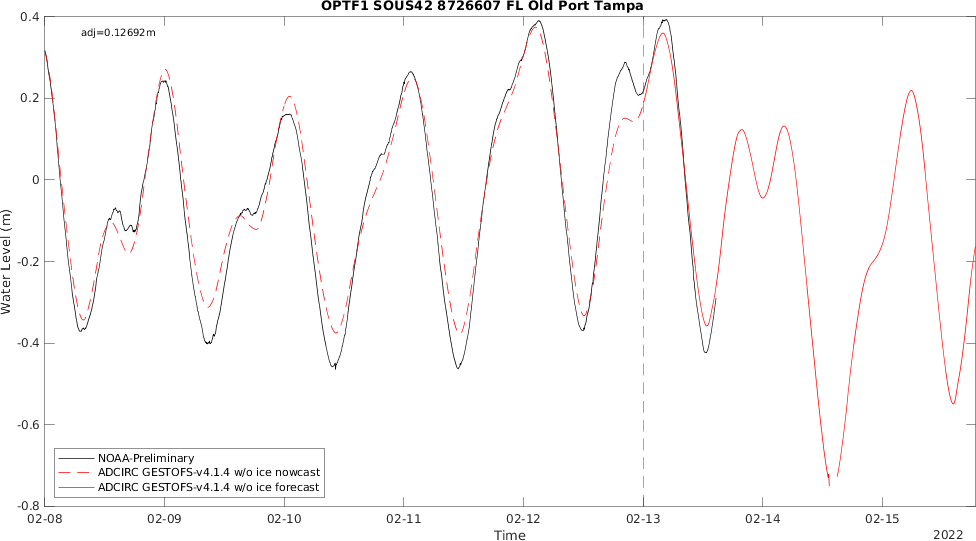 OPTF1 SOUS42 8726607 FL Old Port Tampa
adj=0.12692m
0.4
0.2
0
-0.2
-0.4
-0.6
-0.8
Water Level (m)
NOAA-Preliminary
ADCIRC GESTOFS-v4.1.4 w/o ice nowcast
ADCIRC GESTOFS-v4.1.4 w/o ice forecast
02-08 02-09 02-10 02-11 02-12 02-13 02-14 02-15
Time
2022